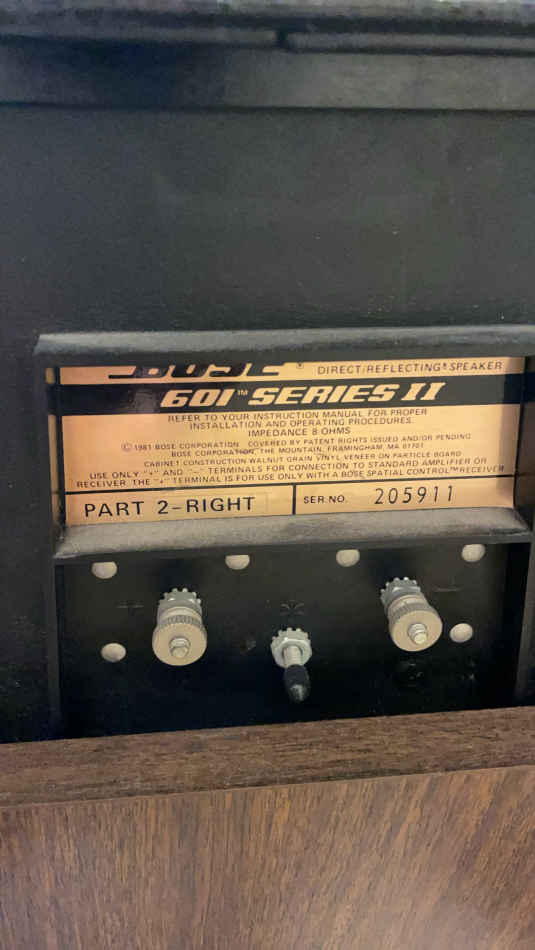 BOSE® DIRECT/REFLECTING® SPEAKER
601™ SERIES II
REFER TO YOUR INSTRUCTION MANUAL FOR PROPER
INSTALLATION AND OPERATING PROCEDURES.
IMPEDANCE 8 OHMS
©1981 BOSE CORPORATION COVERED BY PATENT RIGHTS ISSUED AND/OR PENDING
BOSE CORPORATION, THE MOUNTAIN, FRAMINGHAM, MA 01701
CABINET CONSTRUCTION WALNUT GRAIN VINYL VENEER ON PARTICLE BOARD
USE ONLY "+" AND "–" TERMINALS FOR CONNECTION TO STANDARD AMPLIFIER OR
RECEIVER. THE "*" TERMINAL IS FOR USE ONLY WITH A BOSE SPATIAL CONTROL™ RECEIVER
PART 2-RIGHT SER. NO. 205911
+ * –